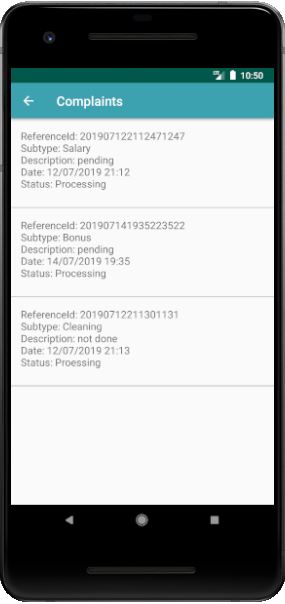 10:50
Complaints
ReferenceId: 201907122112471247
Subtype: Salary
Description: pending
Date: 12/07/2019 21:12
Status: Processing
ReferenceId: 201907141935223522
Subtype: Bonus
Description: pending
Date: 14/07/2019 19:35
Status: Processing
ReferenceId: 20190712211301131
Subtype: Cleaning
Description: not done
Date: 12/07/2019 21:13
Status: Proessing